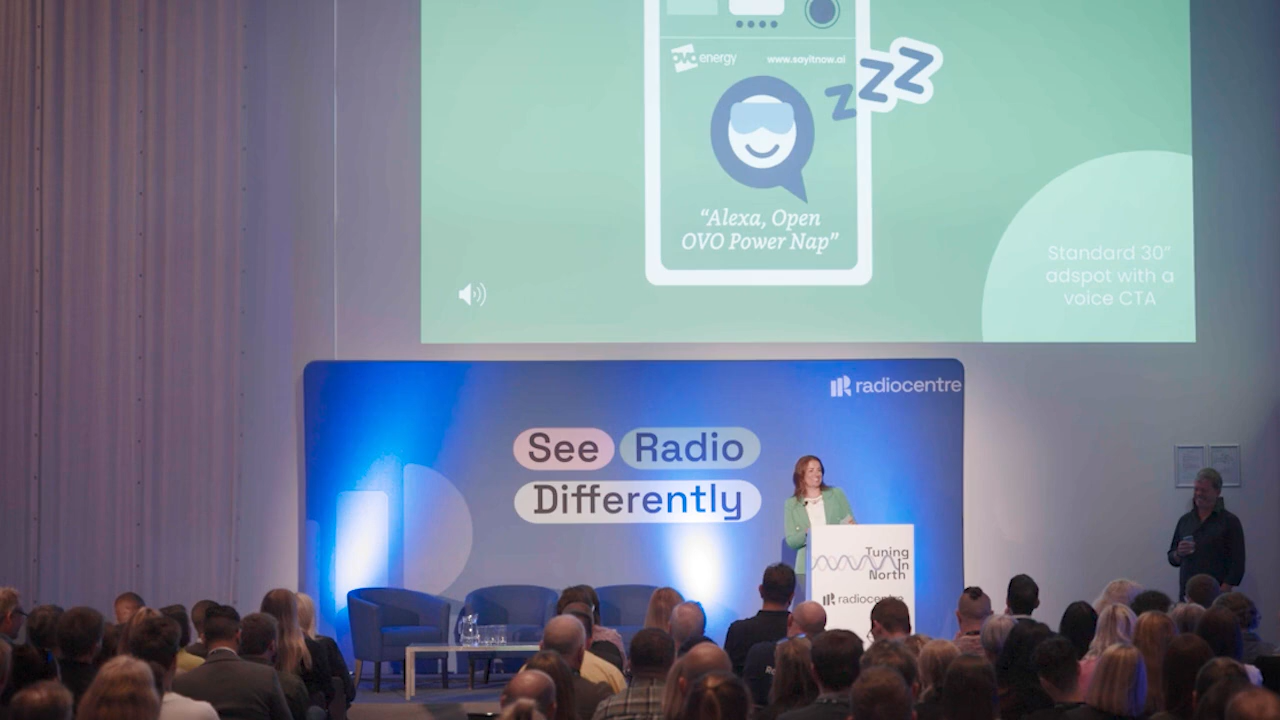 OVO energy
www.sayitnow.ai
zzz
“Alexa, Open
OVO Power Nap”
Standard 30”
adspot with a
voice CTA
radiocentre
See Radio
Differently
Tuning
In
North
radiocentre